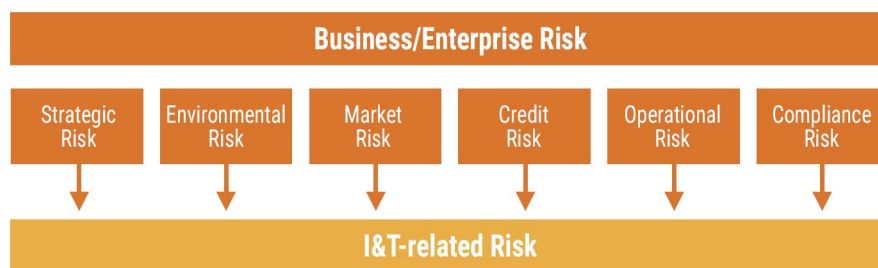 Business/Enterprise Risk
Strategic
Risk
Environmental
Risk
Market
Risk
Credit
Risk
Operational
Risk
Compliance
Risk
I&T-related Risk